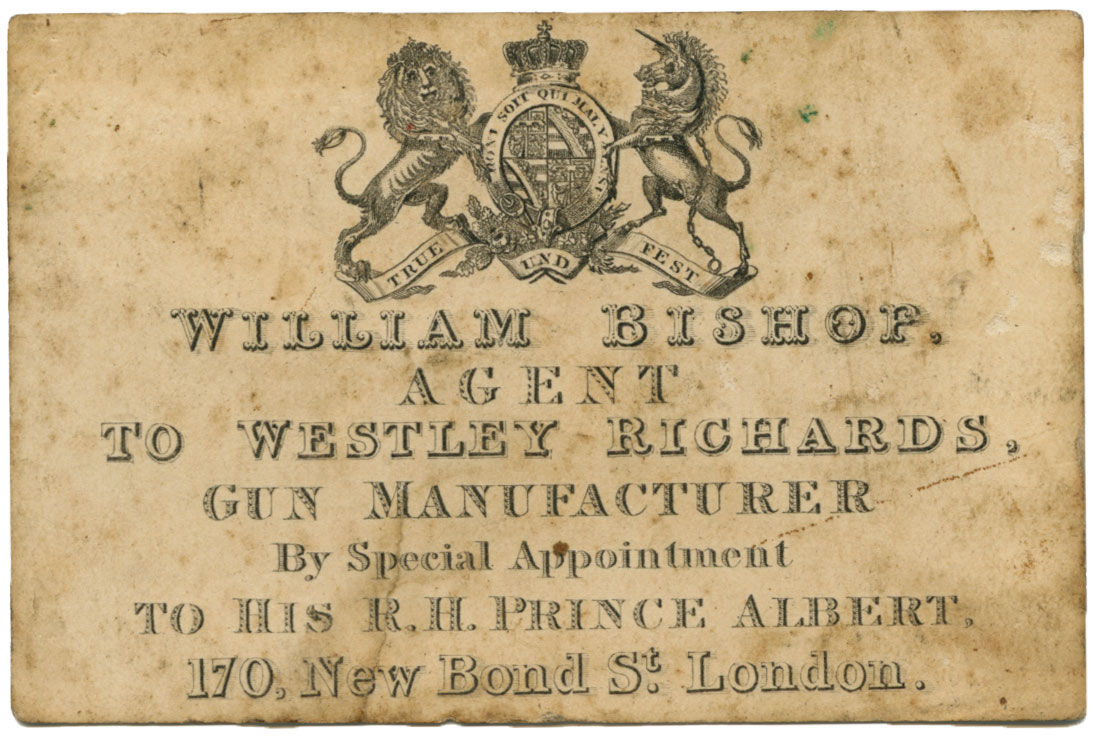 HONI SOIT QUI MAL Y PENSE
TRUE UND FEST
WILLIAM BISHOP,
AGENT
TO WESTLEY RICHARDS,
GUN MANUFACTURER
By Special Appointment
TO HIS R.H. PRINCE ALBERT,
170, New Bond St. London.